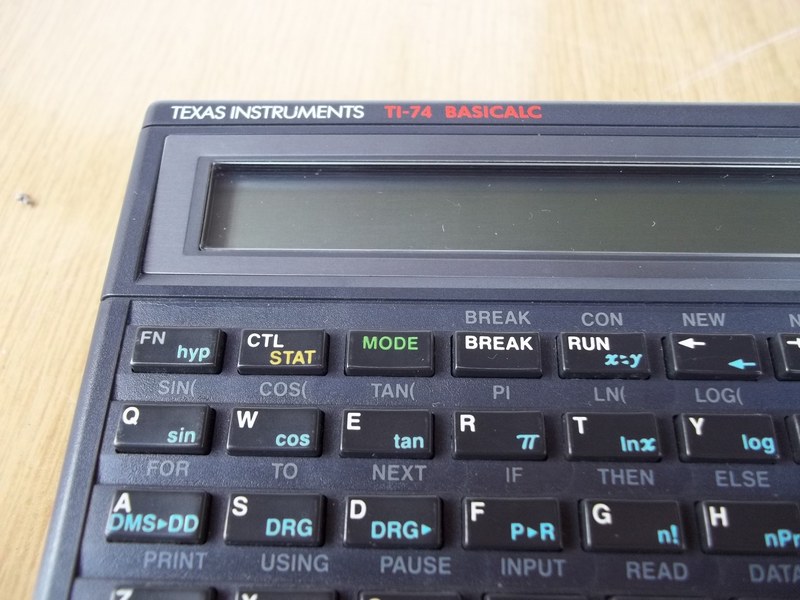 TEXAS INSTRUMENTS TI-74 BASICALC
BREAK CON NEW N
FN hyp CTL STAT MODE BREAK RUN x⇄y ← ←
SIN( COS( TAN( PI LN( LOG(
Q sin W cos E tan R π T lnx Y log
FOR TO NEXT IF THEN ELSE
A DMS▸DD S DRG D DRG▸ F P▸R G n! H nPr
PRINT USING PAUSE INPUT READ DATA
Z X